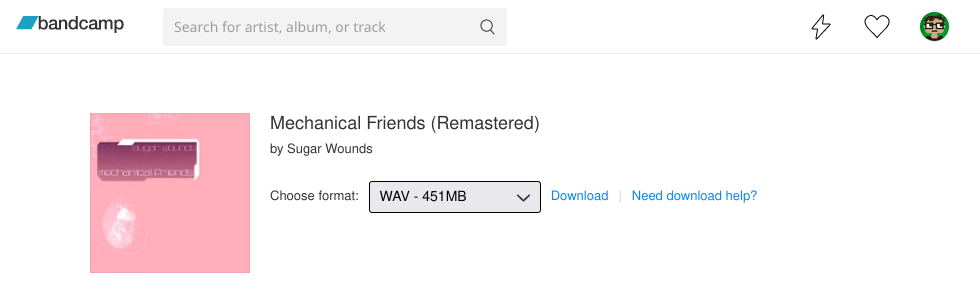 bandcamp
Search for artist, album, or track
Mechanical Friends (Remastered)
by Sugar Wounds
sugar wounds
mechanical friends
Choose format: WAV - 451MB Download | Need download help?